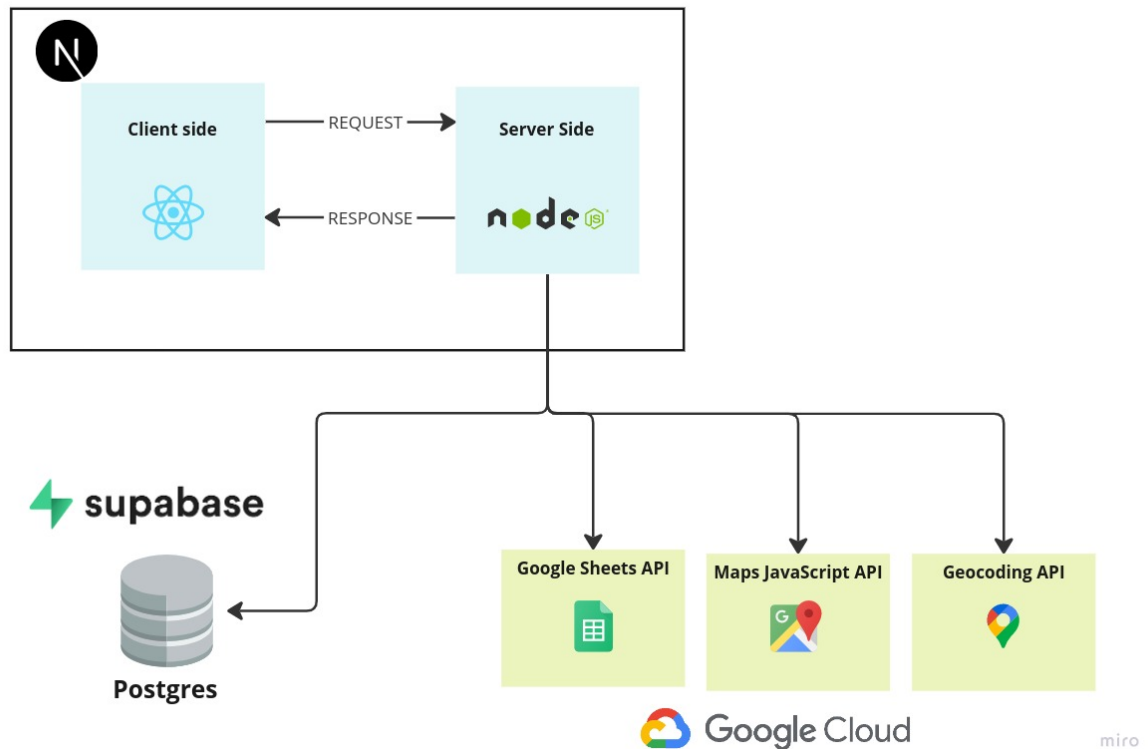 N
Client side
REQUEST
Server Side
RESPONSE
node
JS
supabase
Postgres
Google Sheets API
Maps JavaScript API
Geocoding API
G
Google Cloud
miro